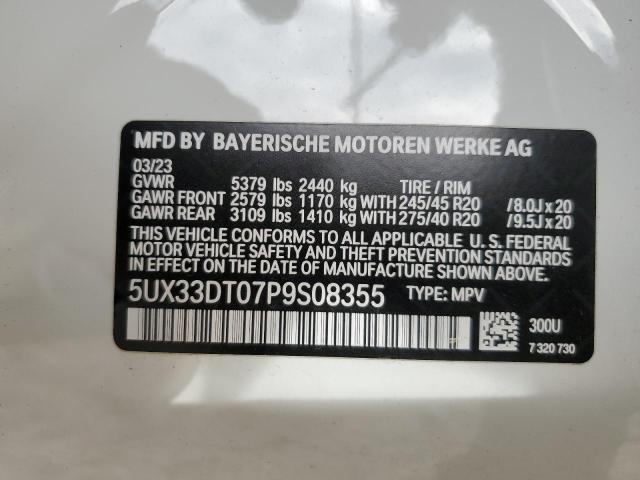 MFD BY BAYERISCHE MOTOREN WERKE AG
03/23
GVWR 5379 lbs 2440 kg TIRE / RIM
GAWR FRONT 2579 lbs 1170 kg WITH 245/45 R20 /8.0J x 20
GAWR REAR 3109 lbs 1410 kg WITH 275/40 R20 /9.5J x 20
THIS VEHICLE CONFORMS TO ALL APPLICABLE U. S. FEDERAL
MOTOR VEHICLE SAFETY AND THEFT PREVENTION STANDARDS
IN EFFECT ON THE DATE OF MANUFACTURE SHOWN ABOVE.
5UX33DT07P9S08355 TYPE: MPV
300U
7 320 730